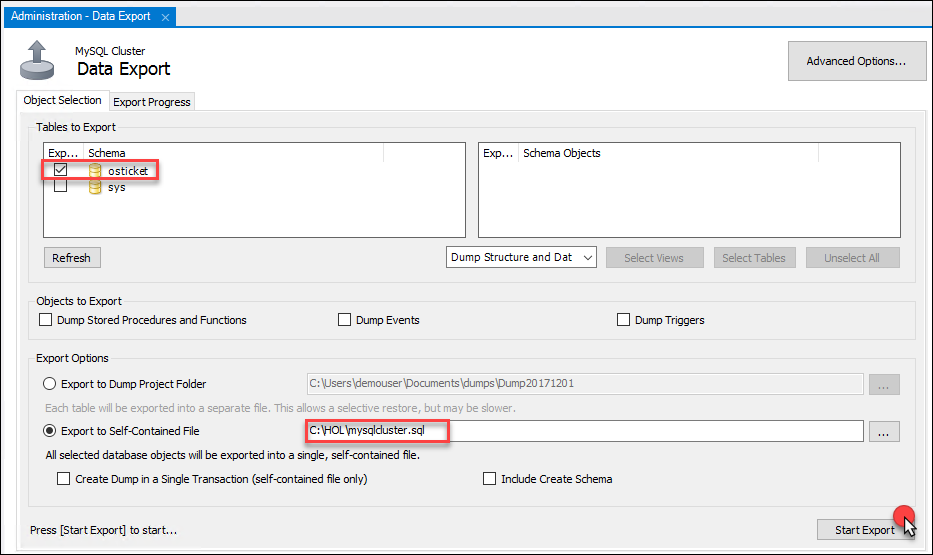 Administration - Data Export
MySQL Cluster
Data Export
Advanced Options...
Object Selection
Export Progress
Tables to Export
Exp... Schema
osticket
sys
Exp... Schema Objects
Refresh
Dump Structure and Dat
Select Views
Select Tables
Unselect All
Objects to Export
Dump Stored Procedures and Functions
Dump Events
Dump Triggers
Export Options
Export to Dump Project Folder
C:\Users\demouser\Documents\dumps\Dump20171201
...
Each table will be exported into a separate file. This allows a selective restore, but may be slower.
Export to Self-Contained File
C:\HOL\mysqlcluster.sql
...
All selected database objects will be exported into a single, self-contained file.
Create Dump in a Single Transaction (self-contained file only)
Include Create Schema
Press [Start Export] to start...
Start Export